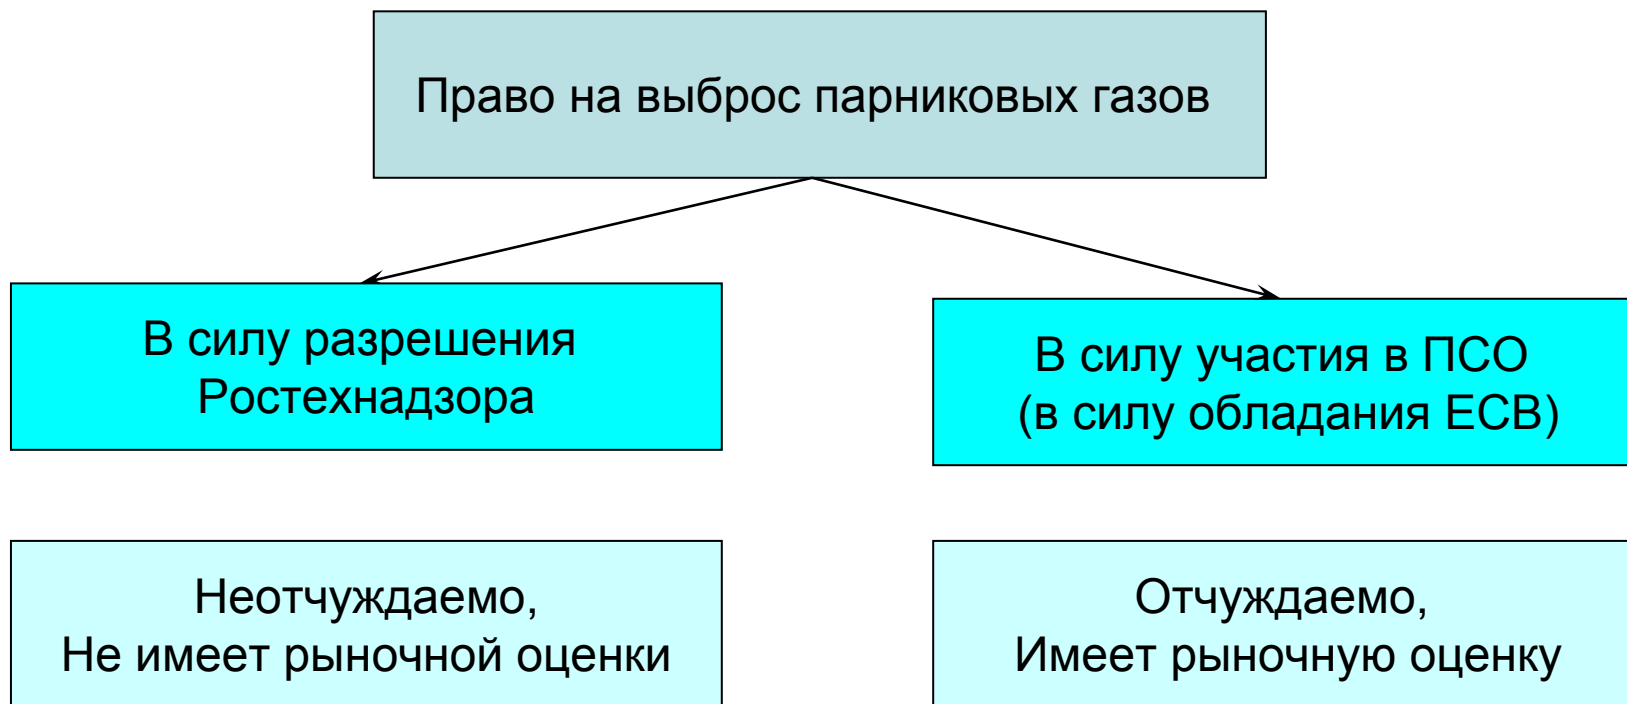 Право на выброс парниковых газов
В силу разрешения
Ростехнадзора
В силу участия в ПСО
(в силу обладания ЕСВ)
Неотчуждаемо,
Не имеет рыночной оценки
Отчуждаемо,
Имеет рыночную оценку